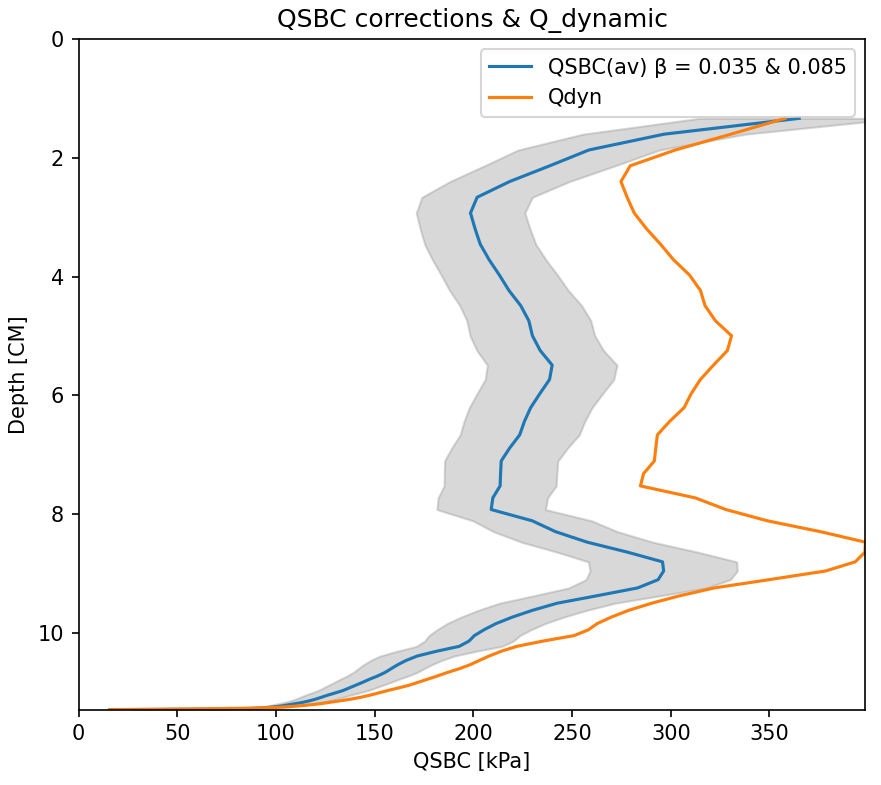 QSBC corrections & Q_dynamic
QSBC(av) β = 0.035 & 0.085
Qdyn
0
2
4
6
8
10
Depth [CM]
0 50 100 150 200 250 300 350
QSBC [kPa]